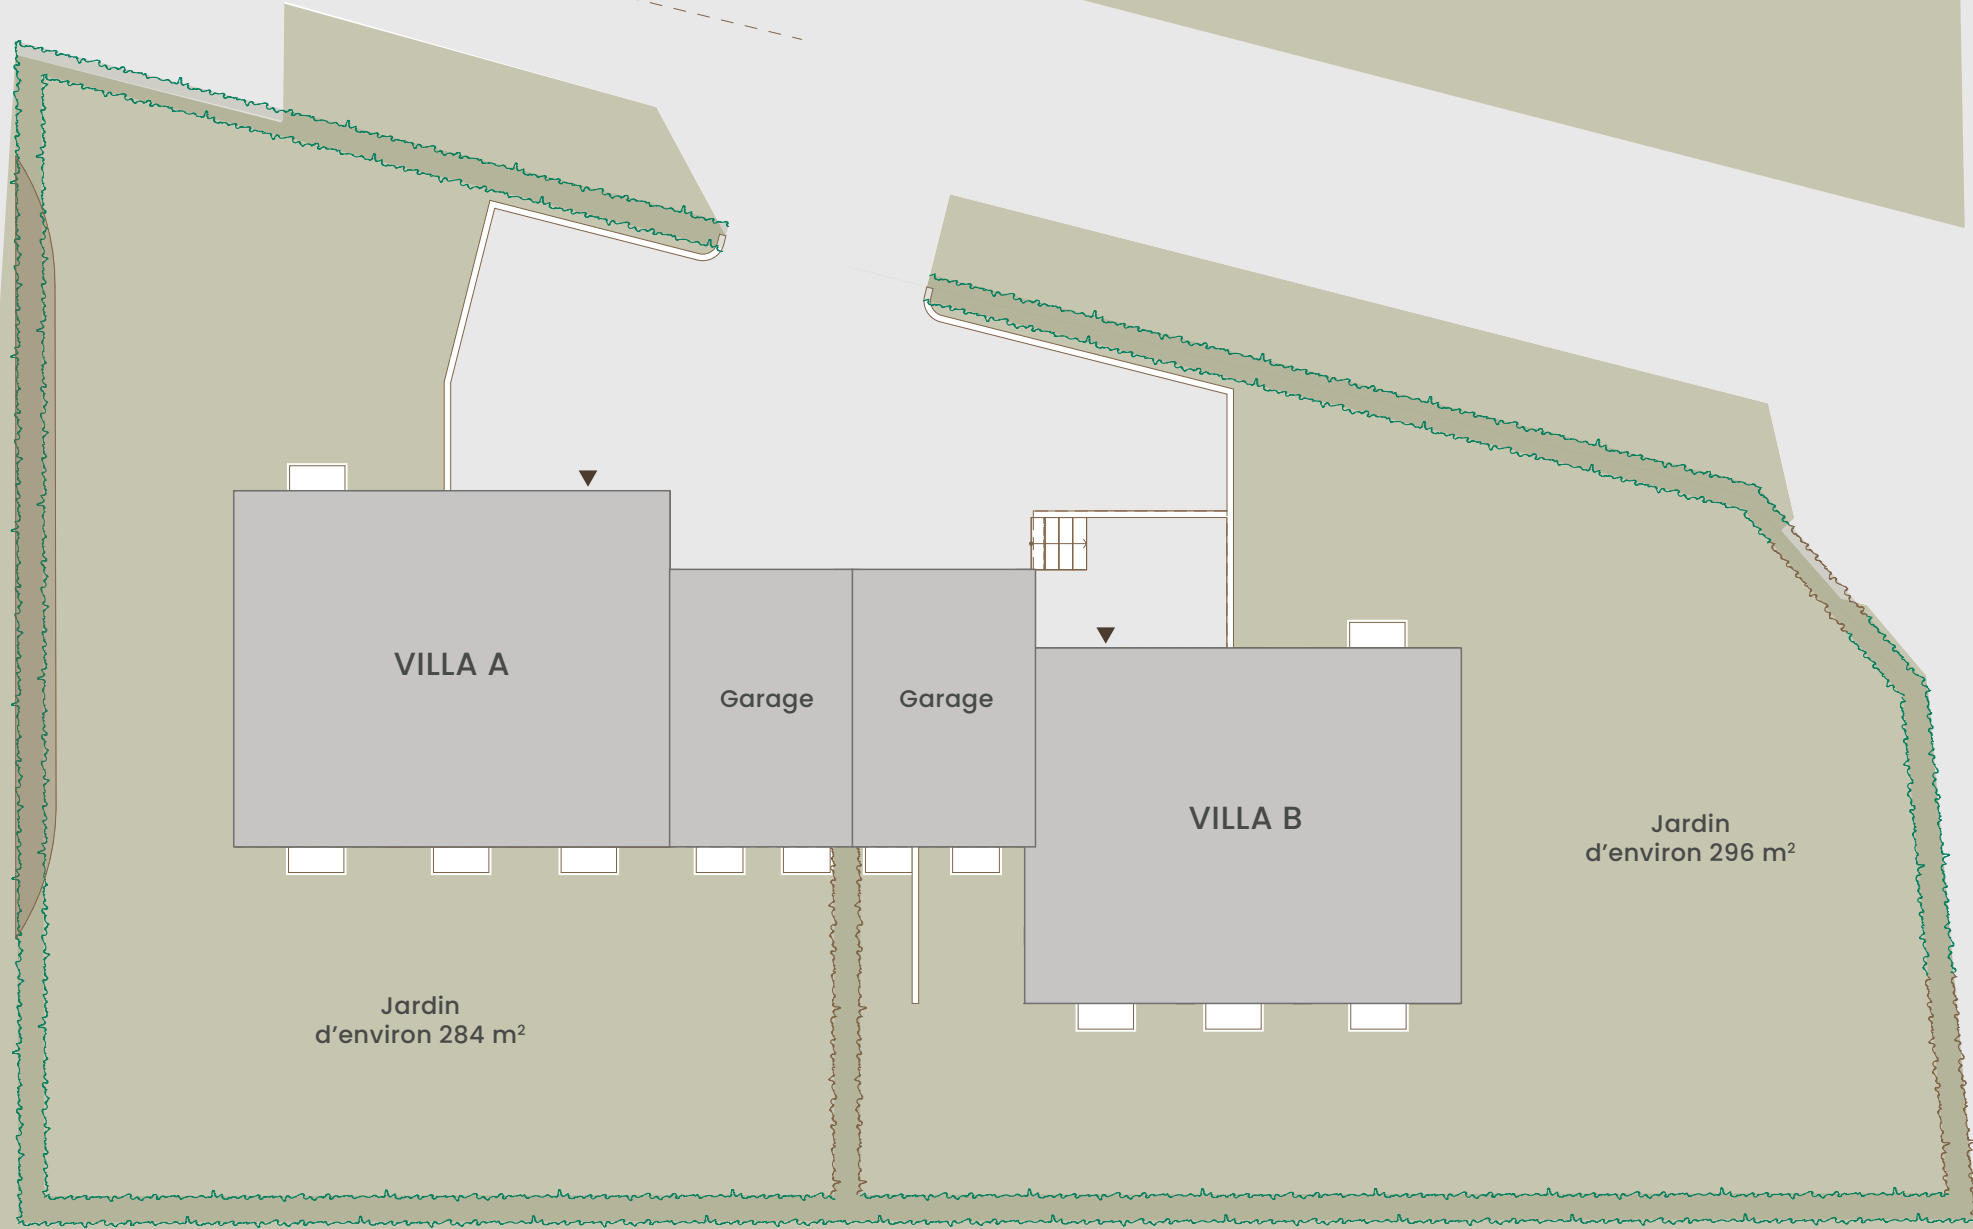 VILLA A
Garage
Garage
VILLA B
Jardin
d’environ 296 m²
Jardin
d’environ 284 m²